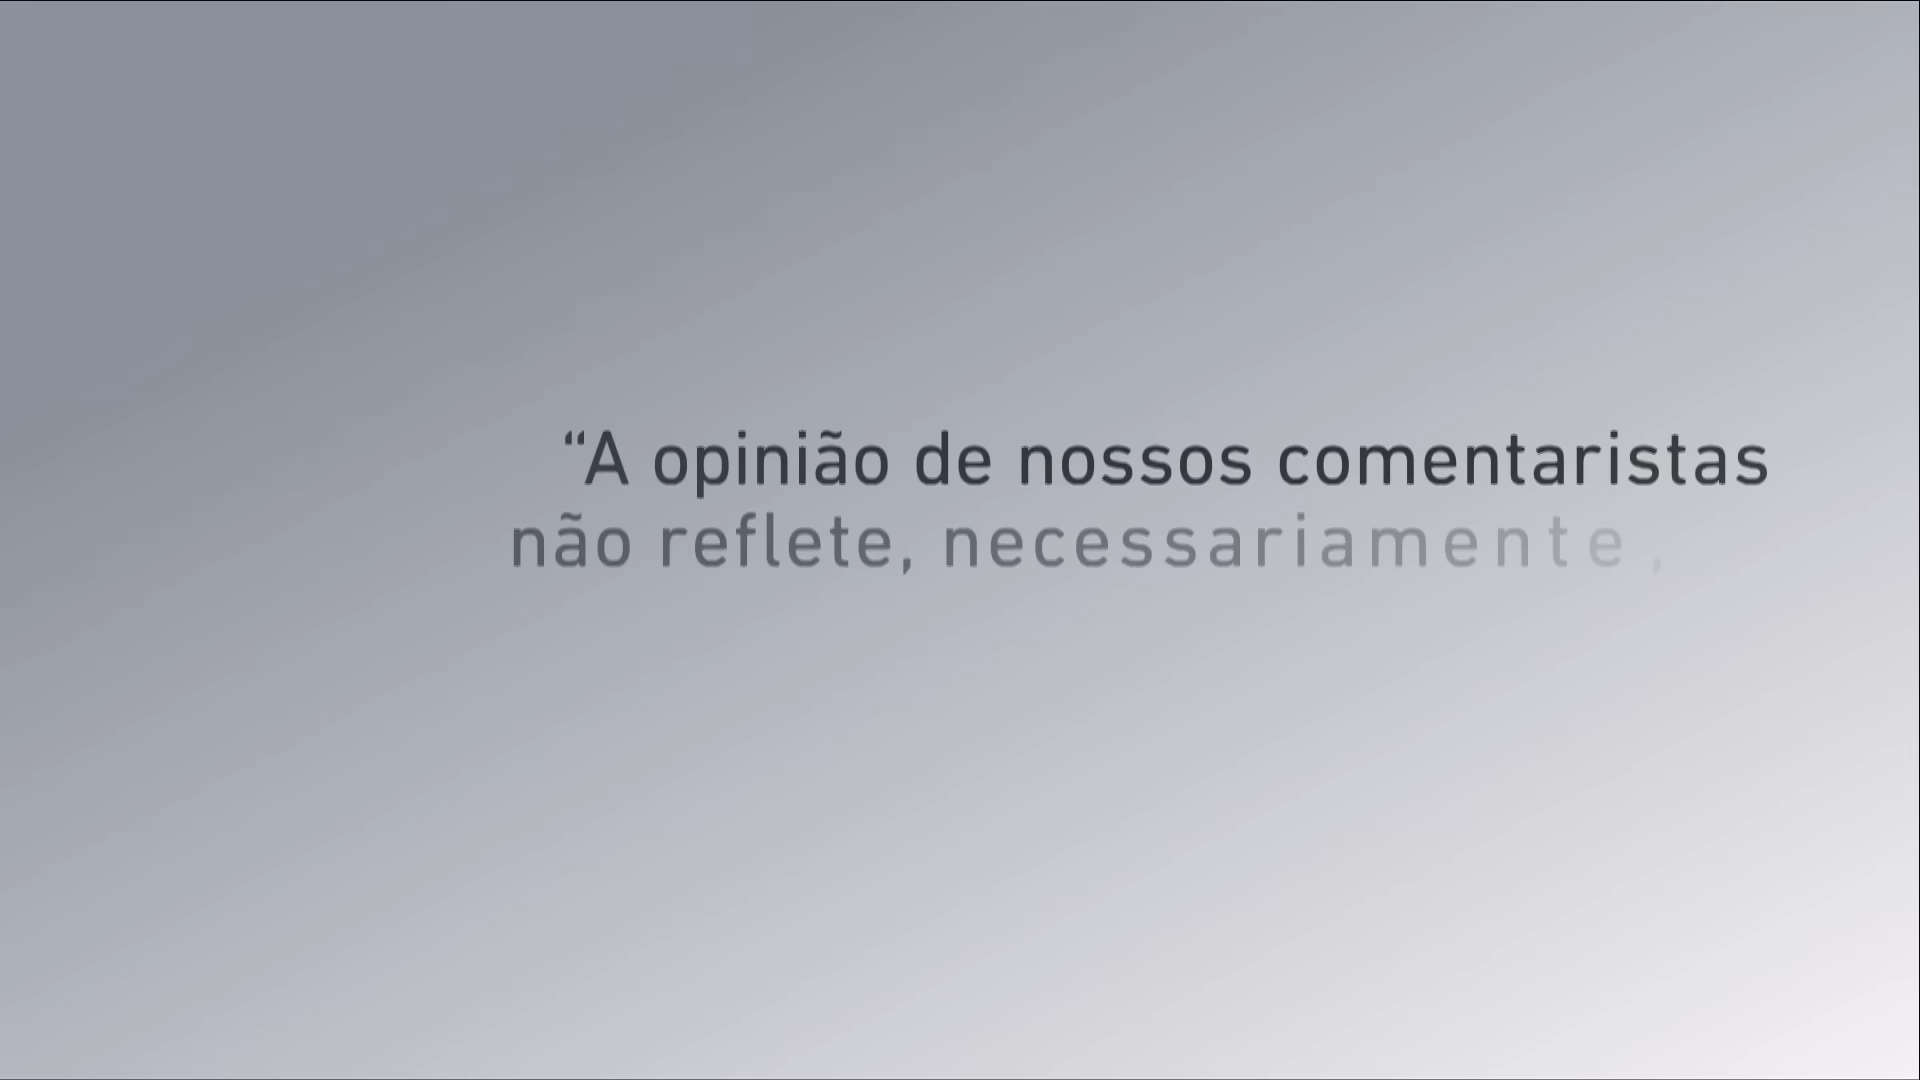 “A opinião de nossos comentaristas
não reflete, necessariamente,